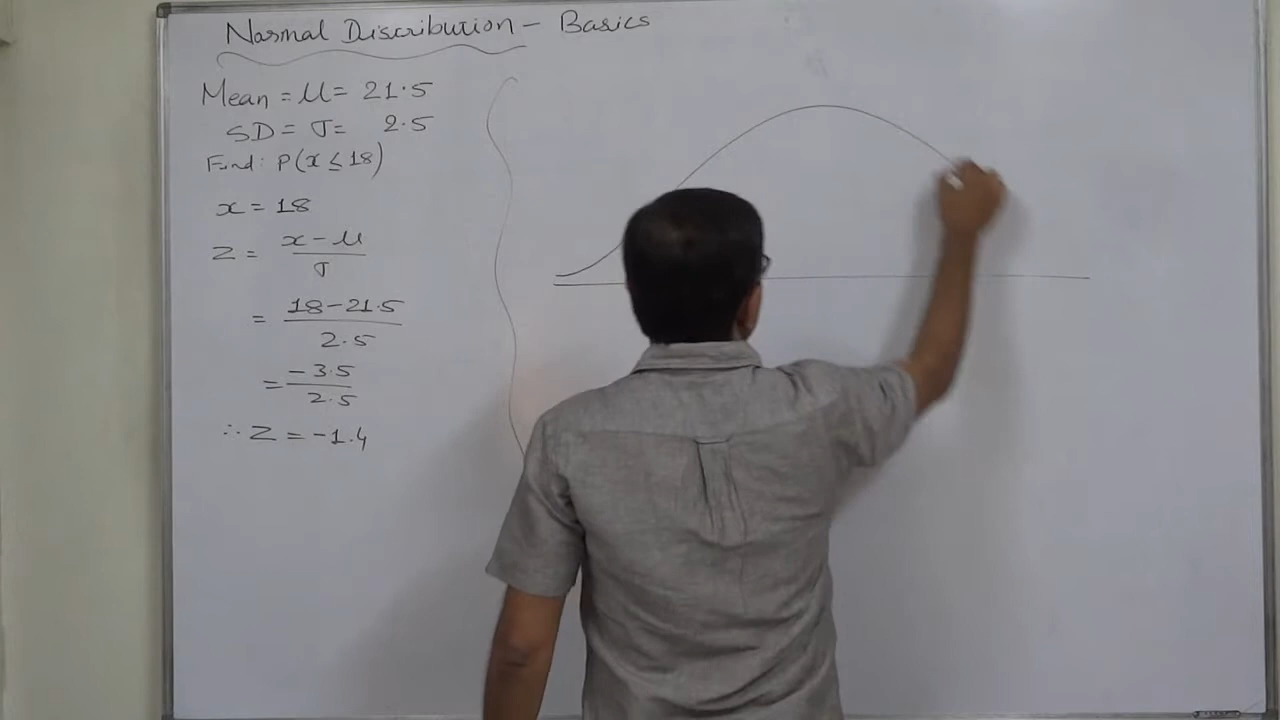 Normal Discribution - Basics
Mean = μ = 21.5
SD = σ = 2.5
Find: P(x ≤ 18)
x = 18
Z = x - μ / σ
= 18 - 21.5 / 2.5
= -3.5 / 2.5
∴ Z = -1.4